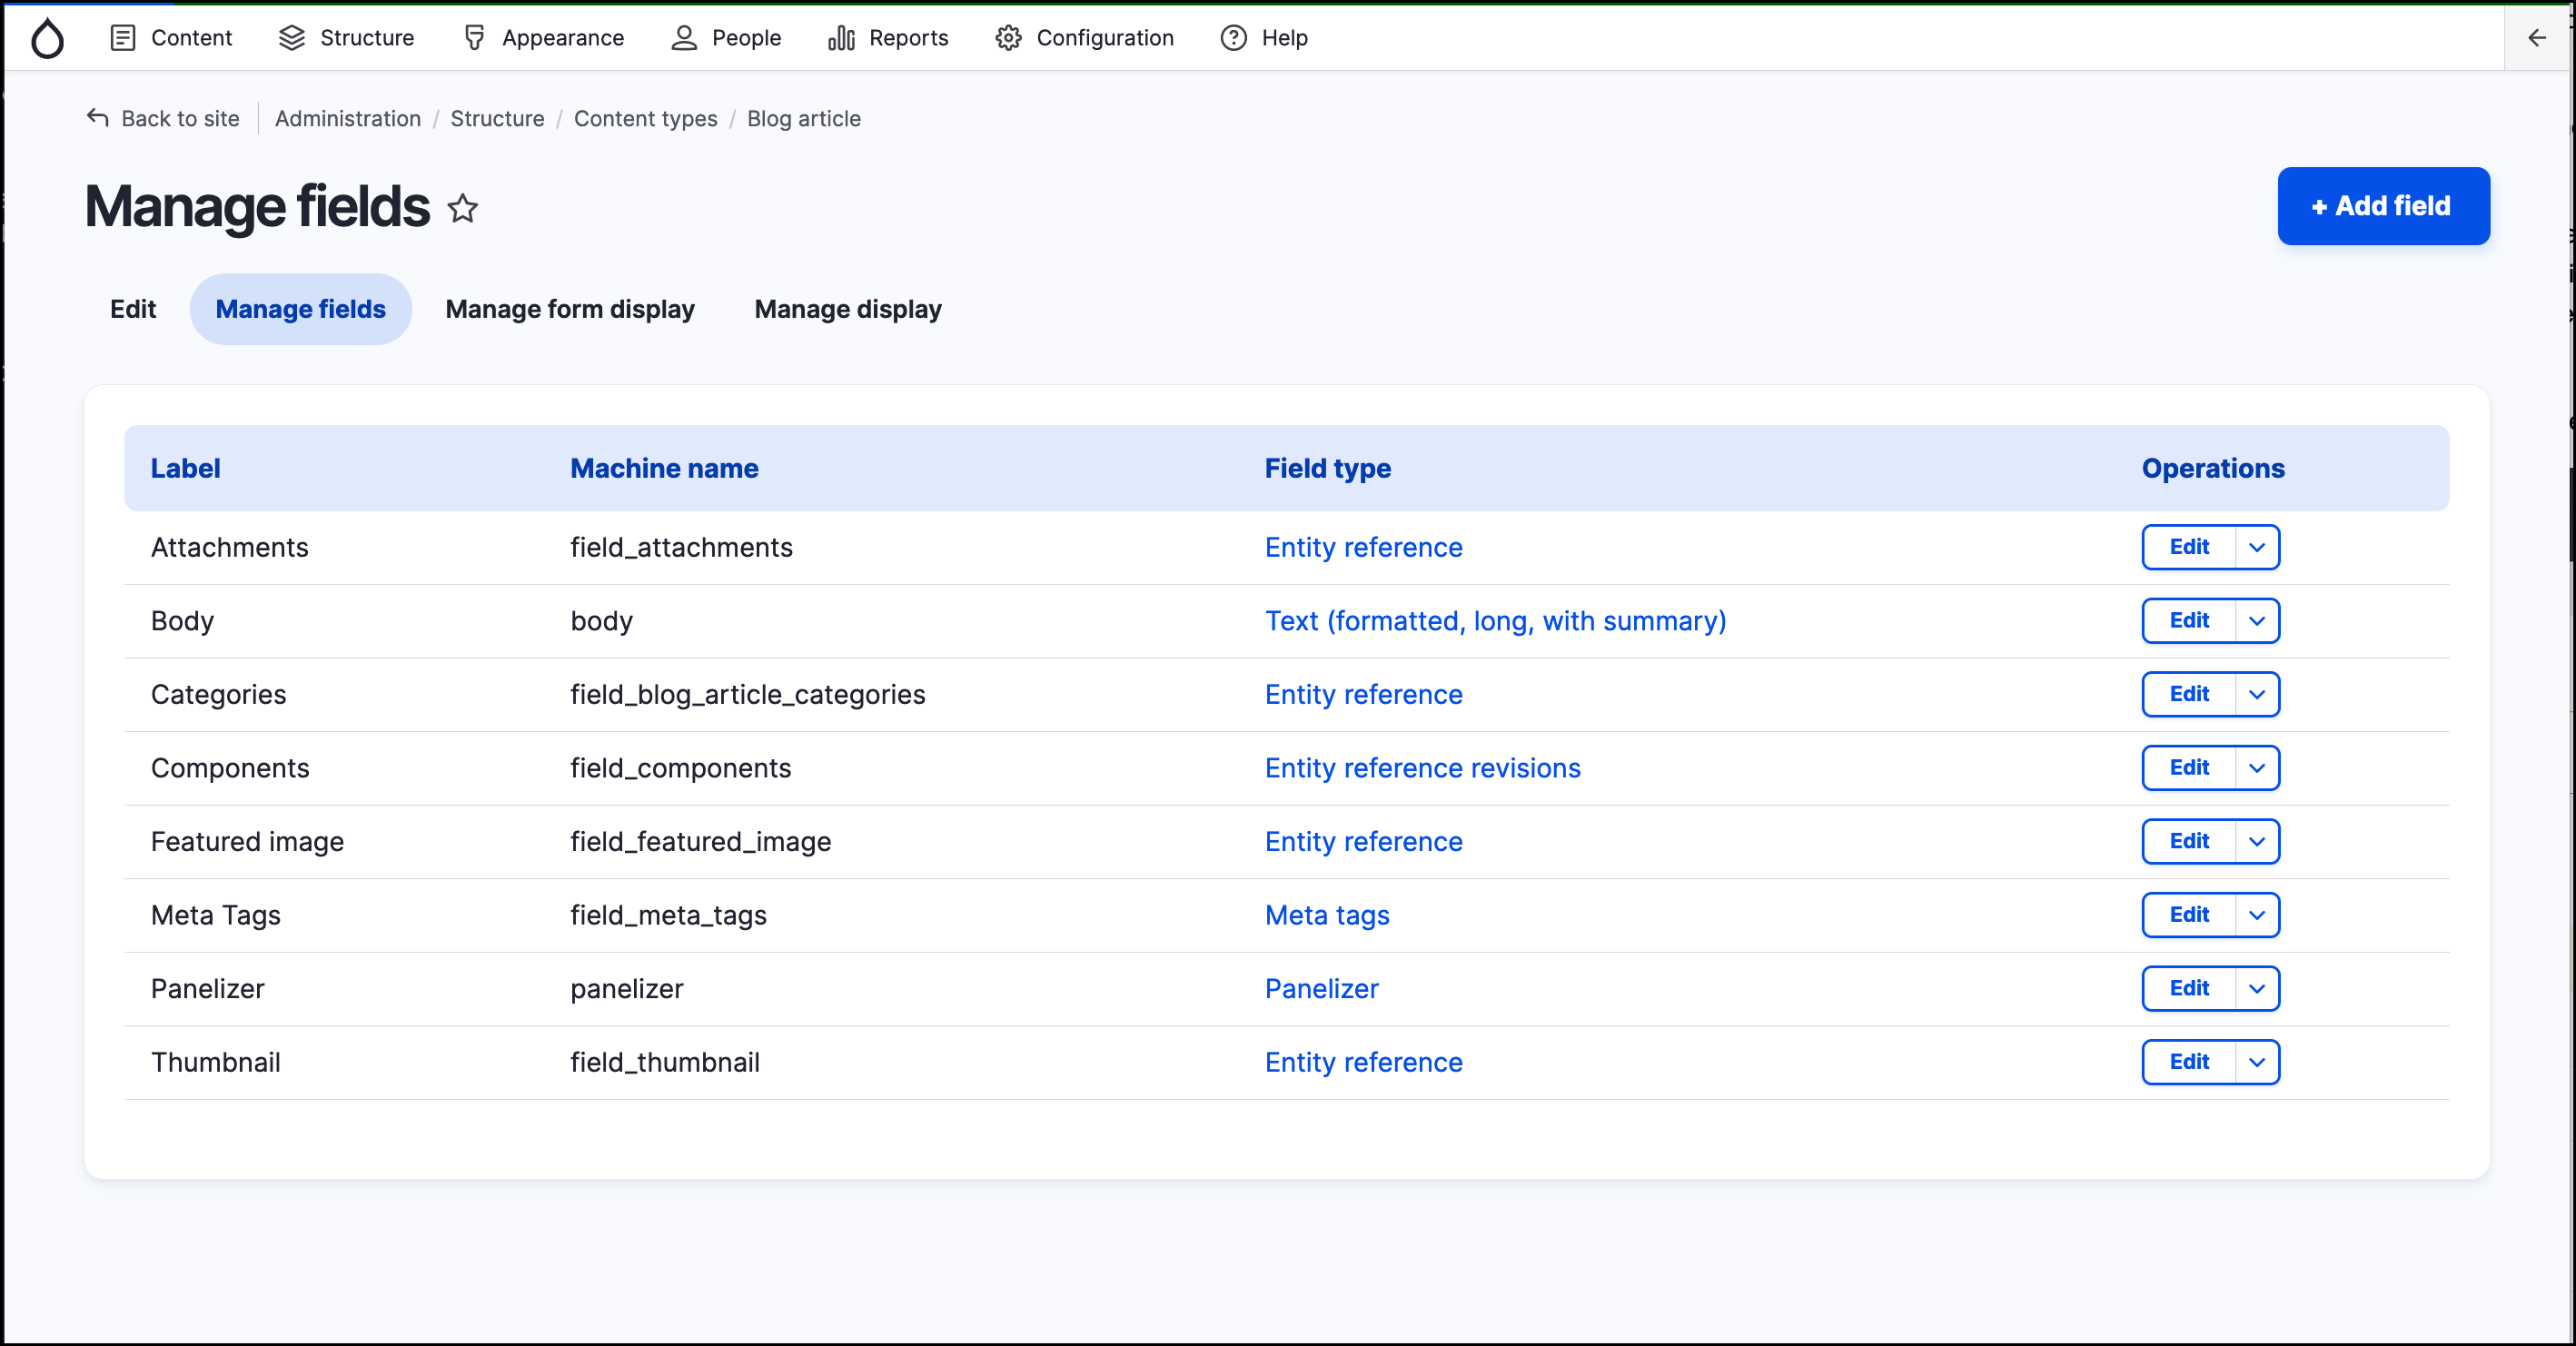 Content Structure Appearance People Reports Configuration Help
Back to site Administration / Structure / Content types / Blog article
Manage fields
+ Add field
Edit Manage fields Manage form display Manage display
Label Machine name Field type Operations
Attachments field_attachments Entity reference Edit
Body body Text (formatted, long, with summary) Edit
Categories field_blog_article_categories Entity reference Edit
Components field_components Entity reference revisions Edit
Featured image field_featured_image Entity reference Edit
Meta Tags field_meta_tags Meta tags Edit
Panelizer panelizer Panelizer Edit
Thumbnail field_thumbnail Entity reference Edit